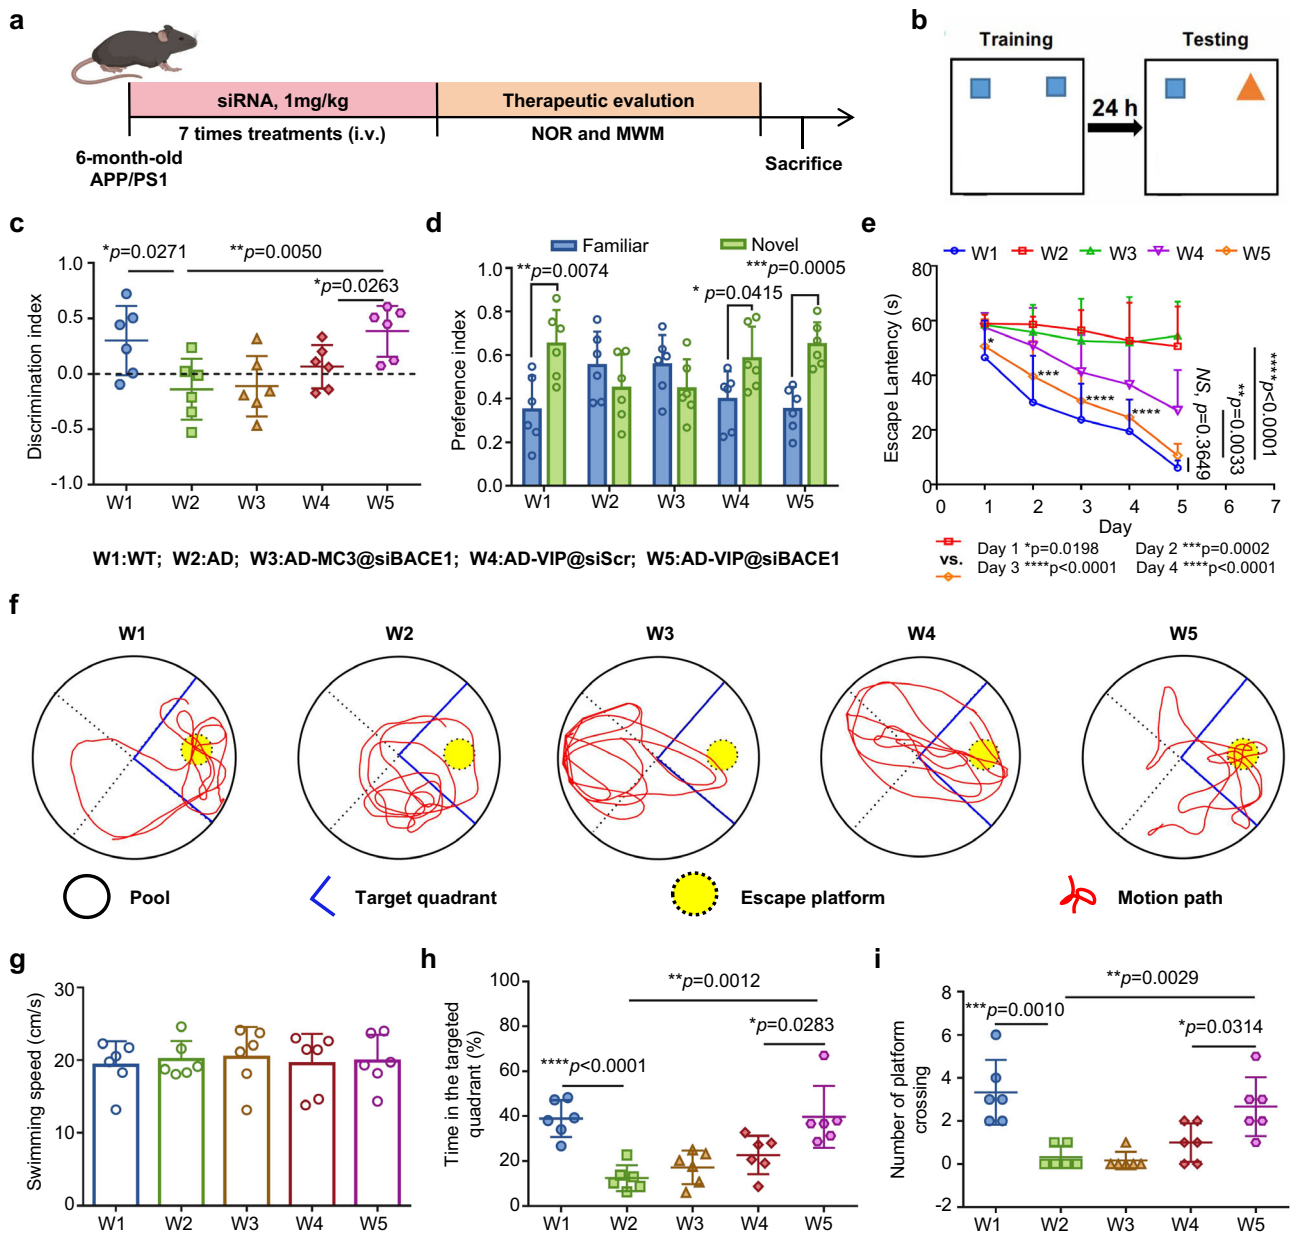 a
siRNA, 1mg/kg
Therapeutic evalution
7 times treatments (i.v.)
NOR and MWM
6-month-old
APP/PS1
Sacrifice
b
Training
Testing
24 h
c
*p=0.0271
**p=0.0050
*p=0.0263
Discrimination index
1.0
0.5
0.0
-0.5
-1.0
W1 W2 W3 W4 W5
d
Familiar
Novel
**p=0.0074
* p=0.0415
***p=0.0005
Preference index
1.0
0.8
0.6
0.4
0.2
0.0
W1 W2 W3 W4 W5
e
W1 W2 W3 W4 W5
Escape Lantency (s)
80
60
40
20
0
0 1 2 3 4 5 6 7
Day
*
***
****
****
NS, p=0.3649
**p=0.0033
****p<0.0001
vs.
Day 1 *p=0.0198 Day 2 ***p=0.0002
Day 3 ****p<0.0001 Day 4 ****p<0.0001
W1:WT; W2:AD; W3:AD-MC3@siBACE1; W4:AD-VIP@siScr; W5:AD-VIP@siBACE1
f
W1 W2 W3 W4 W5
Pool
Target quadrant
Escape platform
Motion path
g
Swimming speed (cm/s)
30
20
10
0
W1 W2 W3 W4 W5
h
Time in the targeted
quadrant (%)
100
80
60
40
20
0
****p<0.0001
**p=0.0012
*p=0.0283
W1 W2 W3 W4 W5
i
Number of platform
crossing
8
6
4
2
0
-2
***p=0.0010
**p=0.0029
*p=0.0314
W1 W2 W3 W4 W5